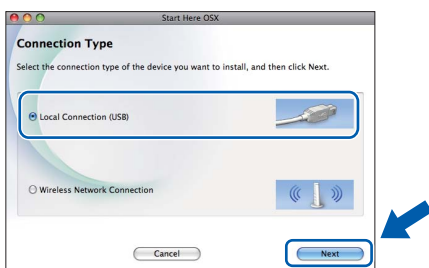 Start Here OSX
Connection Type
Select the connection type of the device you want to install, and then click Next.
Local Connection (USB)
Wireless Network Connection
Cancel
Next